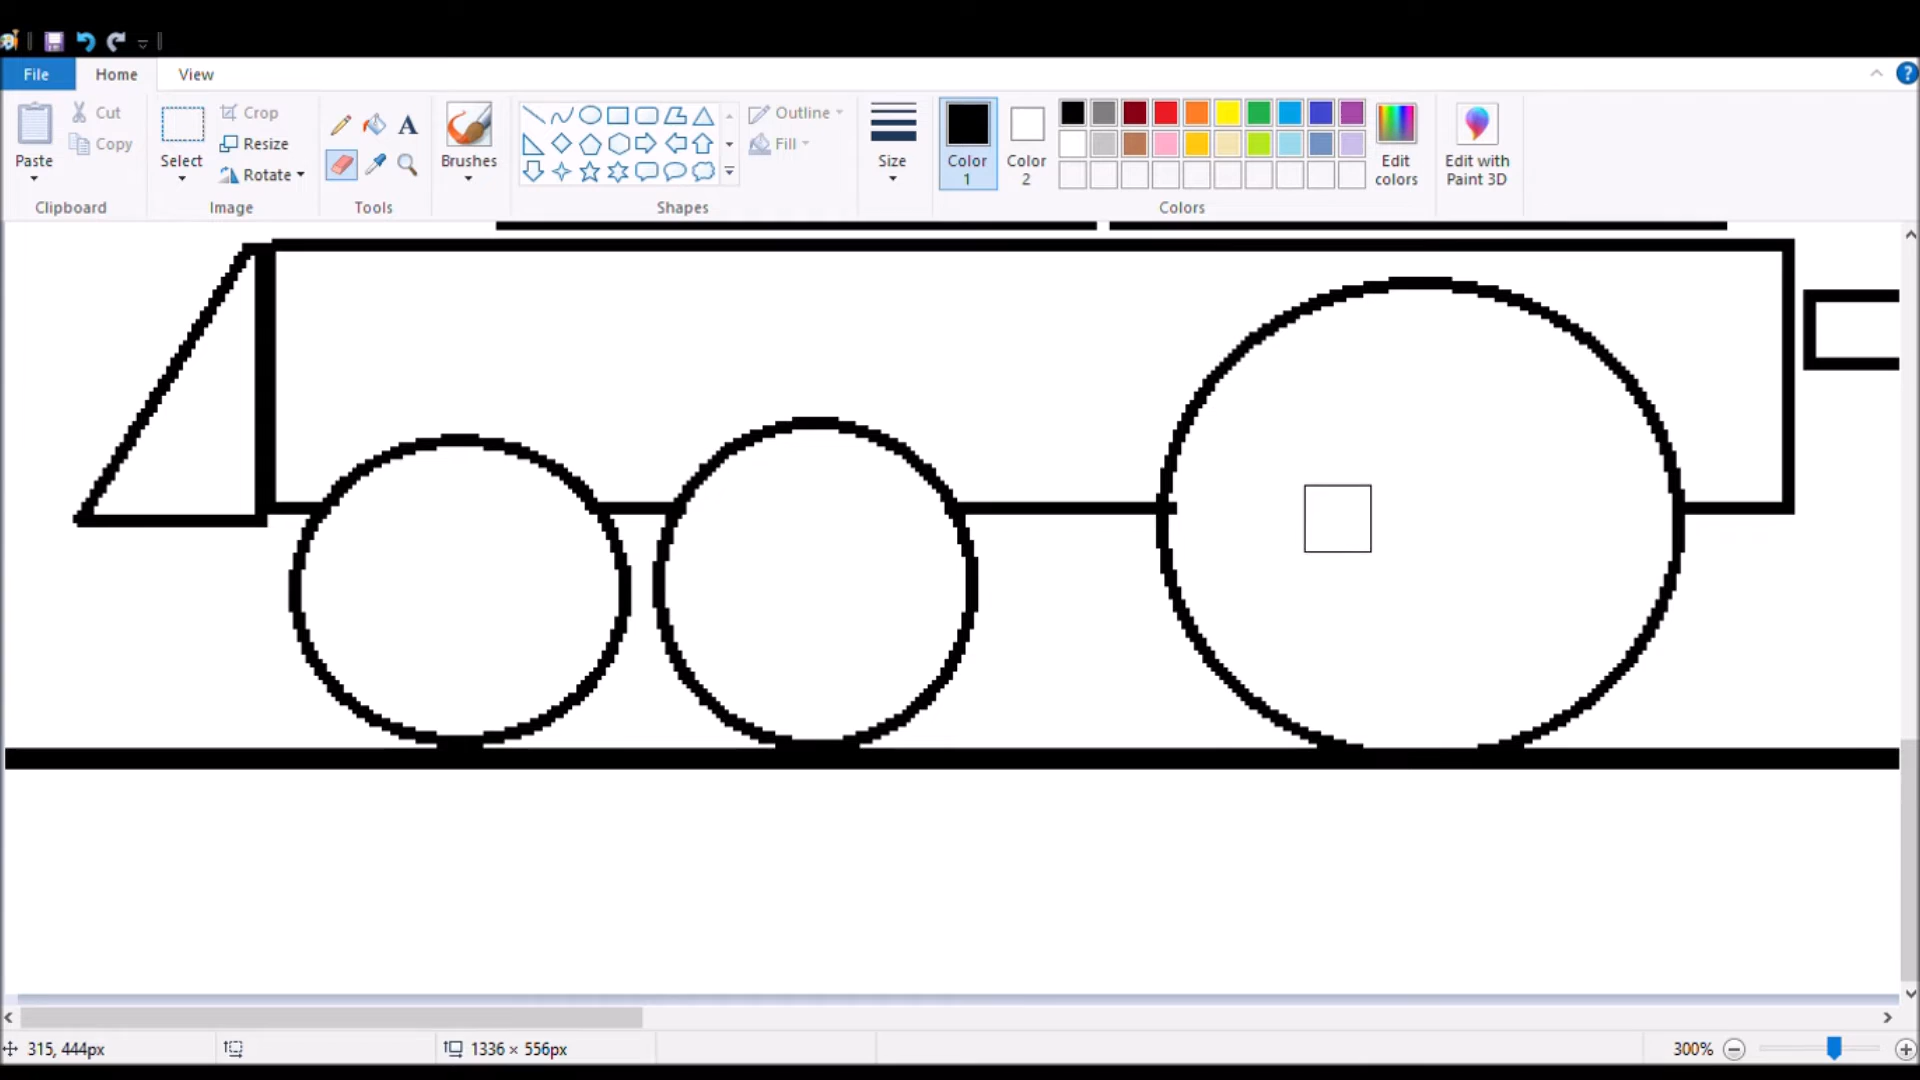 File Home View
?
Paste
Cut
Copy
Clipboard
Select
Crop
Resize
Rotate
Image
A
Tools
Brushes
Outline
Fill
Shapes
Size
Color 1
Color 2
Edit colors
Colors
Edit with Paint 3D
315, 444px
1336 × 556px
300%